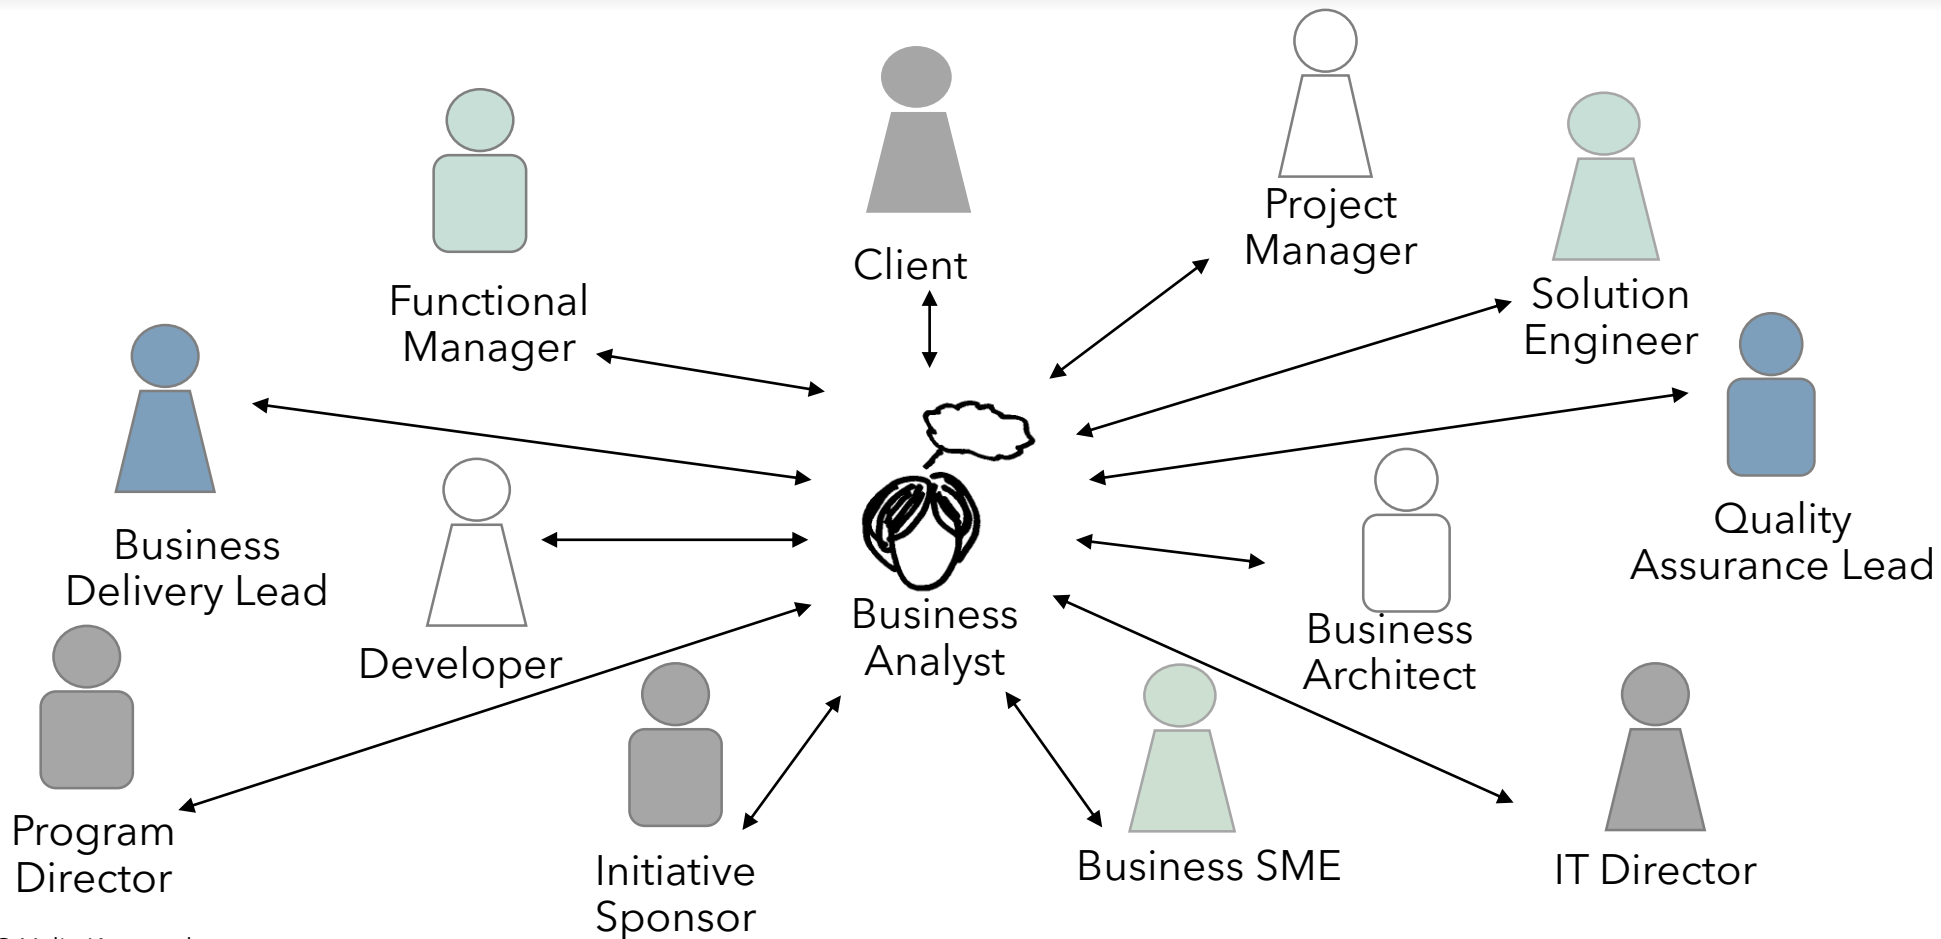 Client
Project
Manager
Functional
Manager
Solution
Engineer
Business
Delivery Lead
Quality
Assurance Lead
Developer
Business
Analyst
Business
Architect
Program
Director
Initiative
Sponsor
Business SME
IT Director